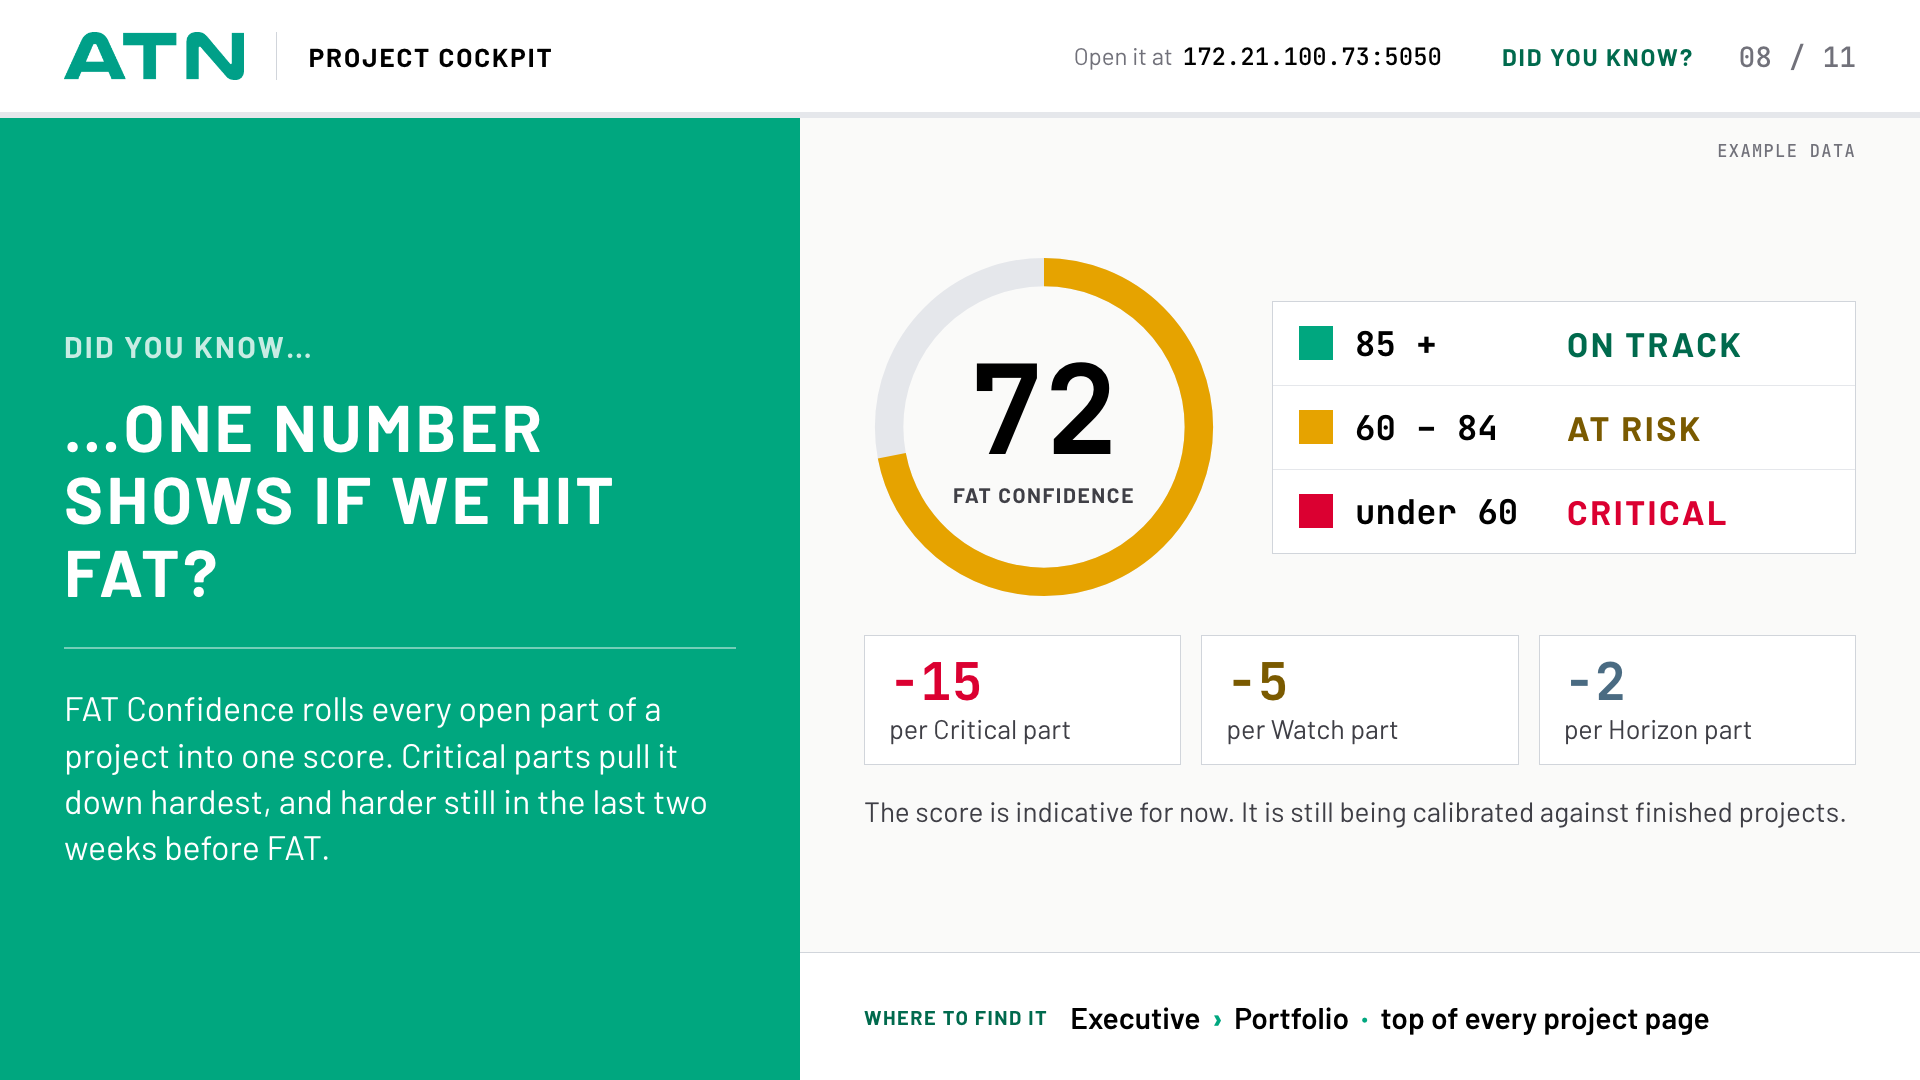 ATN
PROJECT COCKPIT
Open it at 172.21.100.73:5050
DID YOU KNOW?
08 / 11
DID YOU KNOW...
...ONE NUMBER
SHOWS IF WE HIT
FAT?
FAT Confidence rolls every open part of a
project into one score. Critical parts pull it
down hardest, and harder still in the last two
weeks before FAT.
EXAMPLE DATA
72
FAT CONFIDENCE
85 + ON TRACK
60 – 84 AT RISK
under 60 CRITICAL
-15
per Critical part
-5
per Watch part
-2
per Horizon part
The score is indicative for now. It is still being calibrated against finished projects.
WHERE TO FIND IT Executive › Portfolio · top of every project page